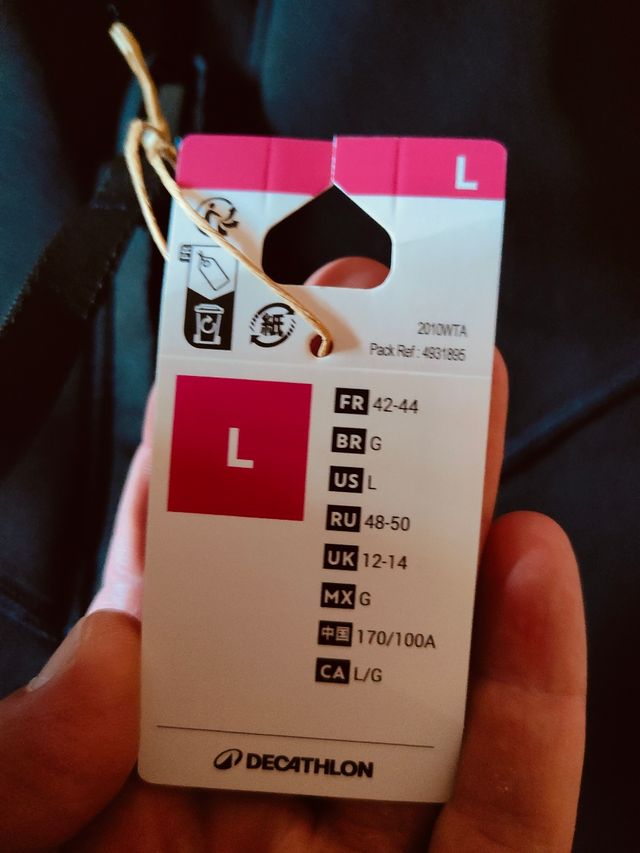 L
紙
2010WTA
Pack Ref : 4931895
L
FR 42-44
BR G
US L
RU 48-50
UK 12-14
MX G
中国 170/100A
CA L/G
DECATHLON